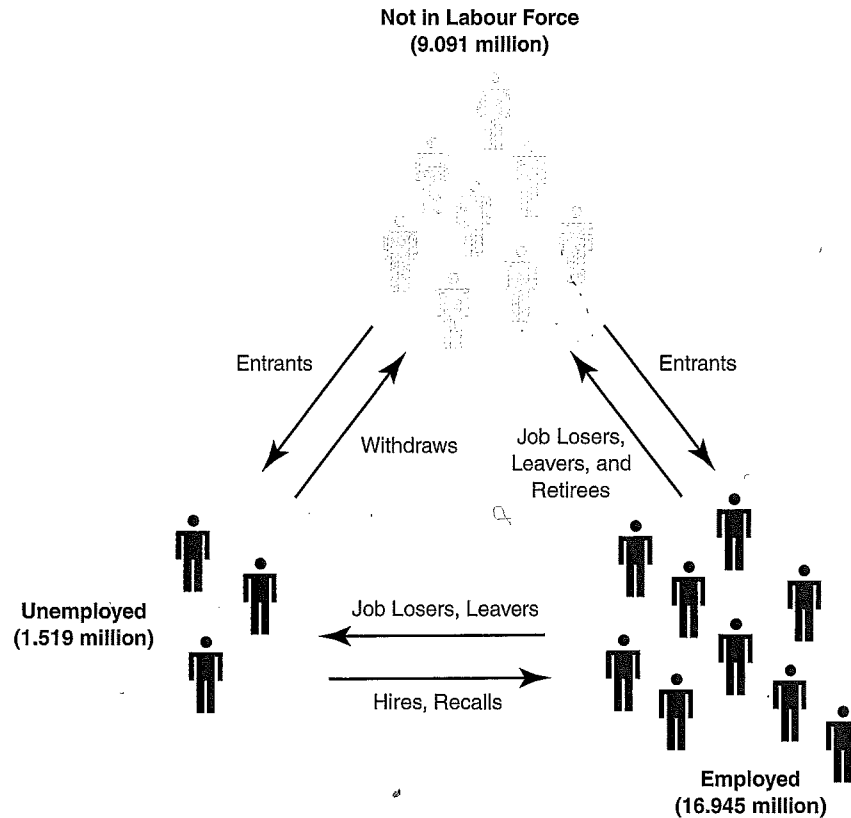 Not in Labour Force
(9.091 million)
Entrants
Entrants
Withdraws
Job Losers,
Leavers, and
Retirees
Unemployed
(1.519 million)
Job Losers, Leavers
Hires, Recalls
Employed
(16.945 million)